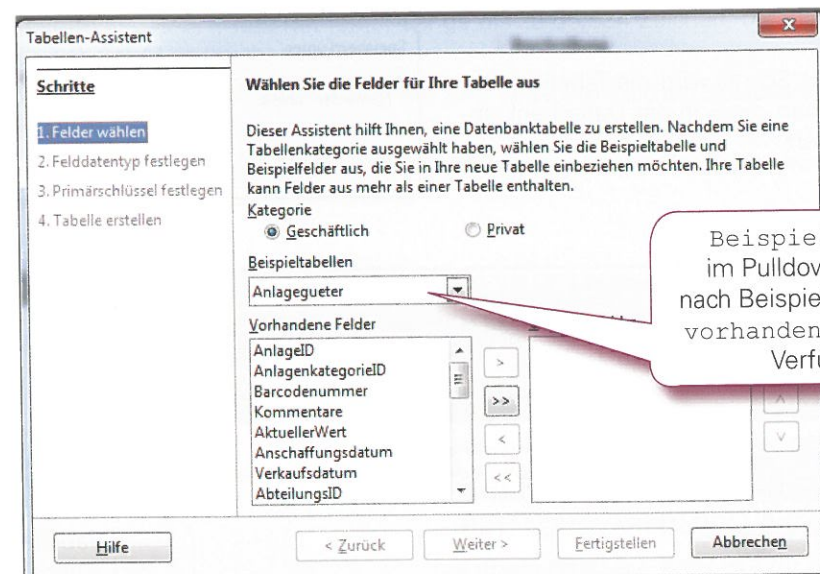 Tabellen-Assistent
Schritte
1. Felder wählen
2. Felddatentyp festlegen
3. Primärschlüssel festlegen
4. Tabelle erstellen
Wählen Sie die Felder für Ihre Tabelle aus
Dieser Assistent hilft Ihnen, eine Datenbanktabelle zu erstellen. Nachdem Sie eine
Tabellenkategorie ausgewählt haben, wählen Sie die Beispieltabelle und
Beispielfelder aus, die Sie in Ihre neue Tabelle einbeziehen möchten. Ihre Tabelle
kann Felder aus mehr als einer Tabelle enthalten.
Kategorie
Geschäftlich
Privat
Beispieltabellen
Anlagegueter
Vorhandene Felder
AnlageID
AnlagenkategorieID
Barcodenummer
Kommentare
AktuellerWert
Anschaffungsdatum
Verkaufsdatum
AbteilungsID
>
>>
<
<<
Beispie
im Pulldov
nach Beispie
vorhanden
Verfü
Hilfe
< Zurück
Weiter >
Fertigstellen
Abbrechen